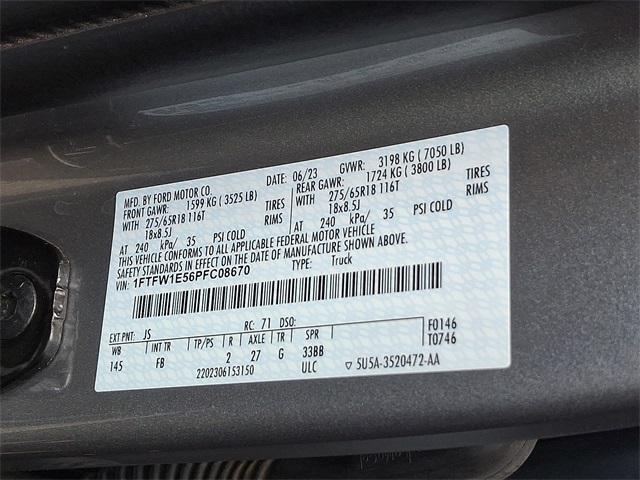 MFD. BY FORD MOTOR CO. DATE: 06/23 GVWR: 3198 KG ( 7050 LB)
FRONT GAWR: 1599 KG ( 3525 LB) REAR GAWR: 1724 KG ( 3800 LB)
WITH 275/65R18 116T TIRES WITH 275/65R18 116T TIRES
18x8.5J RIMS 18x8.5J RIMS
AT 240 kPa/ 35 PSI COLD AT 240 kPa/ 35 PSI COLD
THIS VEHICLE CONFORMS TO ALL APPLICABLE FEDERAL MOTOR VEHICLE
SAFETY STANDARDS IN EFFECT ON THE DATE OF MANUFACTURE SHOWN ABOVE
VIN: 1FTFW1E56PFC08670 TYPE: Truck
EXT PNT: JS RC: 71 DSO: F0146
WB INT TR TP/PS R AXLE TR SPR T0746
145 FB 2 27 G 33BB
2202306153150 ULC ▽ 5U5A-3520472-AA